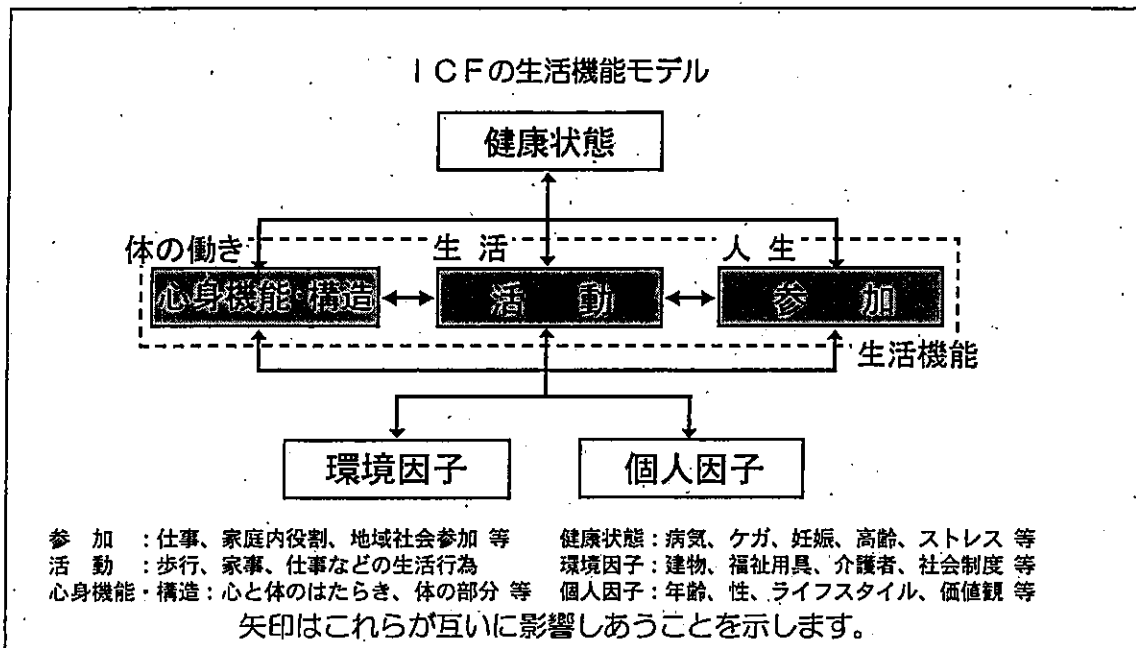 ICFの生活機能モデル
健康状態
体の働き 生活 人生
心身機能・構造 活動 参加
生活機能
環境因子 個人因子
参加:仕事、家庭内役割、地域社会参加 等 健康状態:病気、ケガ、妊娠、高齢、ストレス 等
活動:歩行、家事、仕事などの生活行為 環境因子:建物、福祉用具、介護者、社会制度 等
心身機能・構造:心と体のはたらき、体の部分 等 個人因子:年齢、性、ライフスタイル、価値観 等
矢印はこれらが互いに影響しあうことを示します。